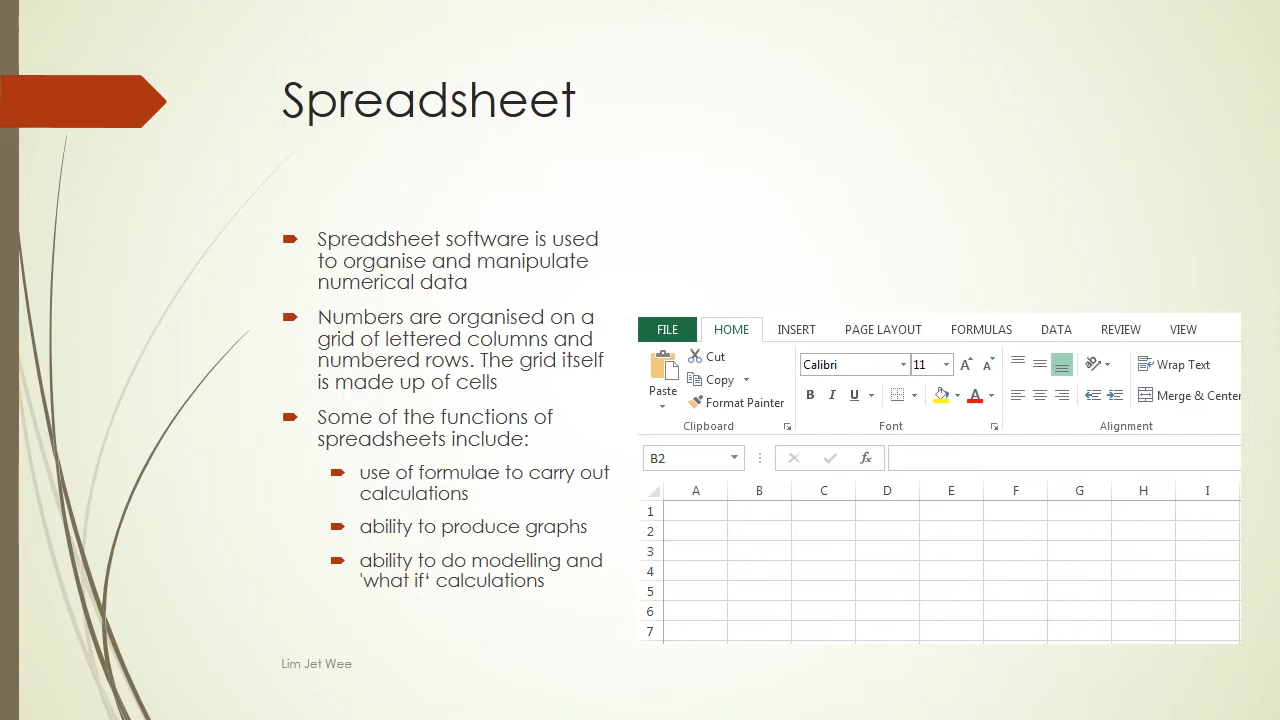 Spreadsheet
Spreadsheet software is used
to organise and manipulate
numerical data
Numbers are organised on a
grid of lettered columns and
numbered rows. The grid itself
is made up of cells
Some of the functions of
spreadsheets include:
use of formulae to carry out
calculations
ability to produce graphs
ability to do modelling and
'what if‘ calculations
FILE HOME INSERT PAGE LAYOUT FORMULAS DATA REVIEW VIEW
Paste
Cut
Copy
Format Painter
Clipboard
Calibri 11 A A
B I U A
Font
Wrap Text
Merge & Center
Alignment
B2 fx
A B C D E F G H I
1
2
3
4
5
6
7
Lim Jet Wee